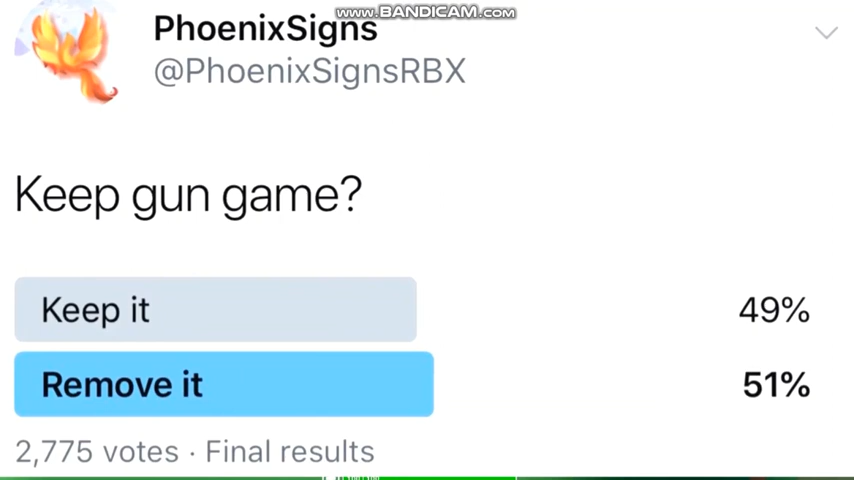 www.BANDICAM.com
PhoenixSigns
@PhoenixSignsRBX
Keep gun game?
Keep it 49%
Remove it 51%
2,775 votes · Final results